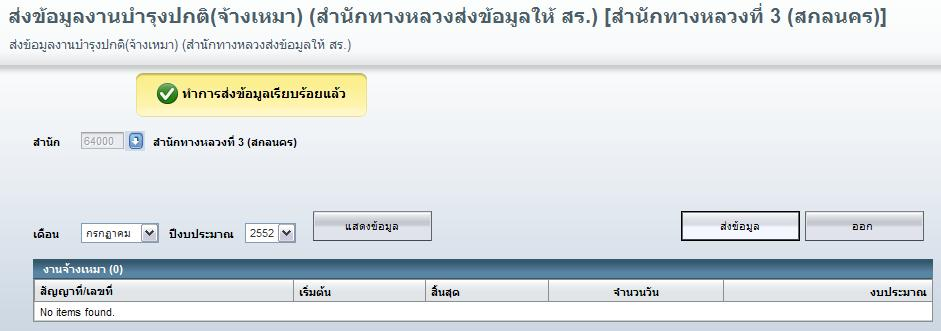 ส่งข้อมูลงานบำรุงปกติ(จ้างเหมา) (สำนักทางหลวงส่งข้อมูลให้ สร.) [สำนักทางหลวงที่ 3 (สกลนคร)]
ส่งข้อมูลงานบำรุงปกติ(จ้างเหมา) (สำนักทางหลวงส่งข้อมูลให้ สร.)
ทำการส่งข้อมูลเรียบร้อยแล้ว
สำนัก 64000 สำนักทางหลวงที่ 3 (สกลนคร)
เดือน กรกฎาคม ปีงบประมาณ 2552 แสดงข้อมูล ส่งข้อมูล ออก
งานจ้างเหมา (0)
สัญญาที่/เลขที่ เริ่มต้น สิ้นสุด จำนวนวัน งบประมาณ
No items found.